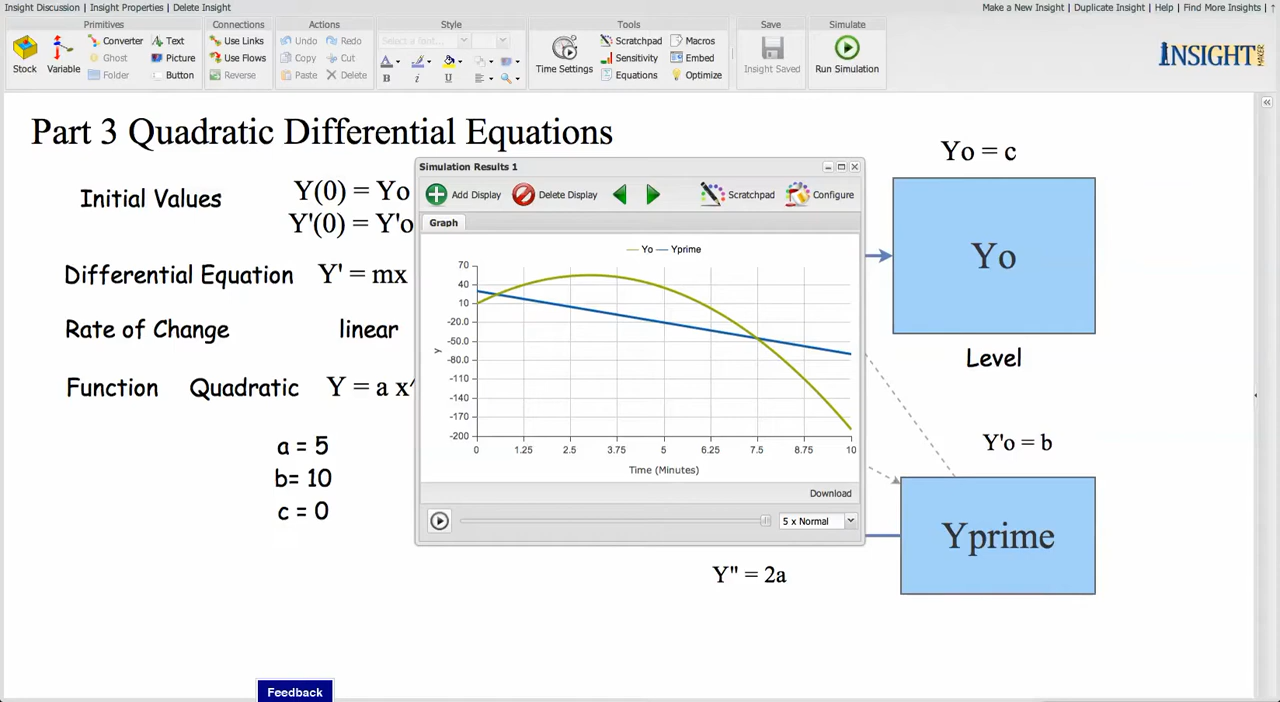 Insight Discussion | Insight Properties | Delete Insight
Make a New Insight | Duplicate Insight | Help | Find More Insights | ↑
Primitives
Connections
Actions
Style
Tools
Save
Simulate
Stock
Variable
Converter
Ghost
Folder
Text
Picture
Button
Use Links
Use Flows
Reverse
Undo
Redo
Copy
Cut
Paste
Delete
Select a font...
A
B
i
U
Time Settings
Scratchpad
Sensitivity
Equations
Macros
Embed
Optimize
Insight Saved
Run Simulation
INSIGHT
MAKER
Part 3 Quadratic Differential Equations
Initial Values
Y(0) = Yo
Y'(0) = Y'o
Differential Equation
Y' = mx
Rate of Change
linear
Function
Quadratic
Y = a x^
a = 5
b= 10
c = 0
Simulation Results 1
Add Display
Delete Display
Scratchpad
Configure
Graph
Yo
Yprime
70
40
10
-20.0
-50.0
-80.0
-110
-140
-170
-200
Y
0 1.25 2.5 3.75 5 6.25 7.5 8.75 10
Time (Minutes)
Download
5 x Normal
Yo = c
Yo
Level
Y'o = b
Yprime
Y" = 2a
Feedback